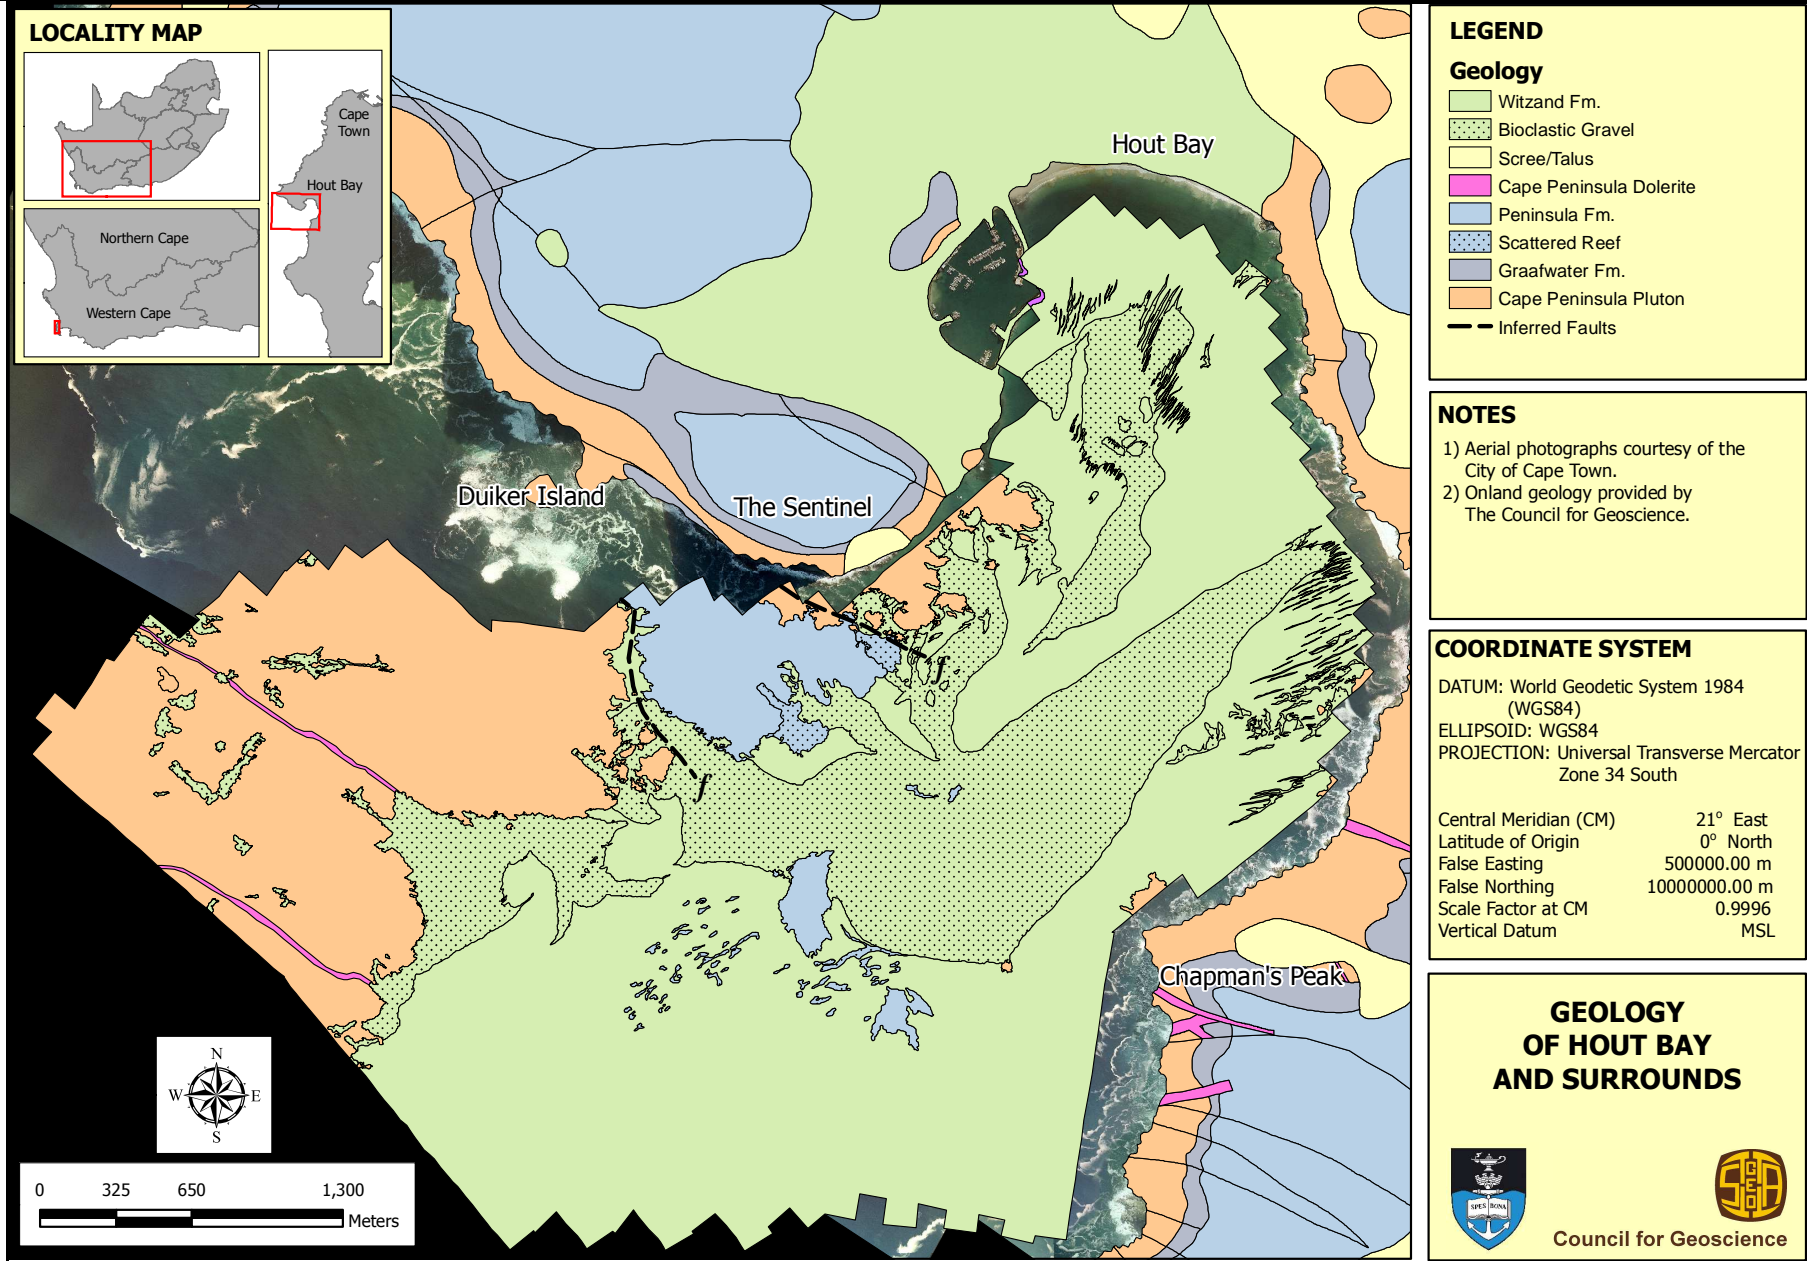 LOCALITY MAP
Cape
Town
Hout Bay
Northern Cape
Western Cape
Hout Bay
Duiker Island
The Sentinel
f
f
Chapman's Peak
N
W
E
S
0
325
650
1,300
Meters
LEGEND
Geology
Witzand Fm.
Bioclastic Gravel
Scree/Talus
Cape Peninsula Dolerite
Peninsula Fm.
Scattered Reef
Graafwater Fm.
Cape Peninsula Pluton
Inferred Faults
NOTES
1) Aerial photographs courtesy of the
City of Cape Town.
2) Onland geology provided by
The Council for Geoscience.
COORDINATE SYSTEM
DATUM: World Geodetic System 1984
(WGS84)
ELLIPSOID: WGS84
PROJECTION: Universal Transverse Mercator
Zone 34 South
Central Meridian (CM) 21° East
Latitude of Origin 0° North
False Easting 500000.00 m
False Northing 10000000.00 m
Scale Factor at CM 0.9996
Vertical Datum MSL
GEOLOGY
OF HOUT BAY
AND SURROUNDS
SPES BONA
Council for Geoscience